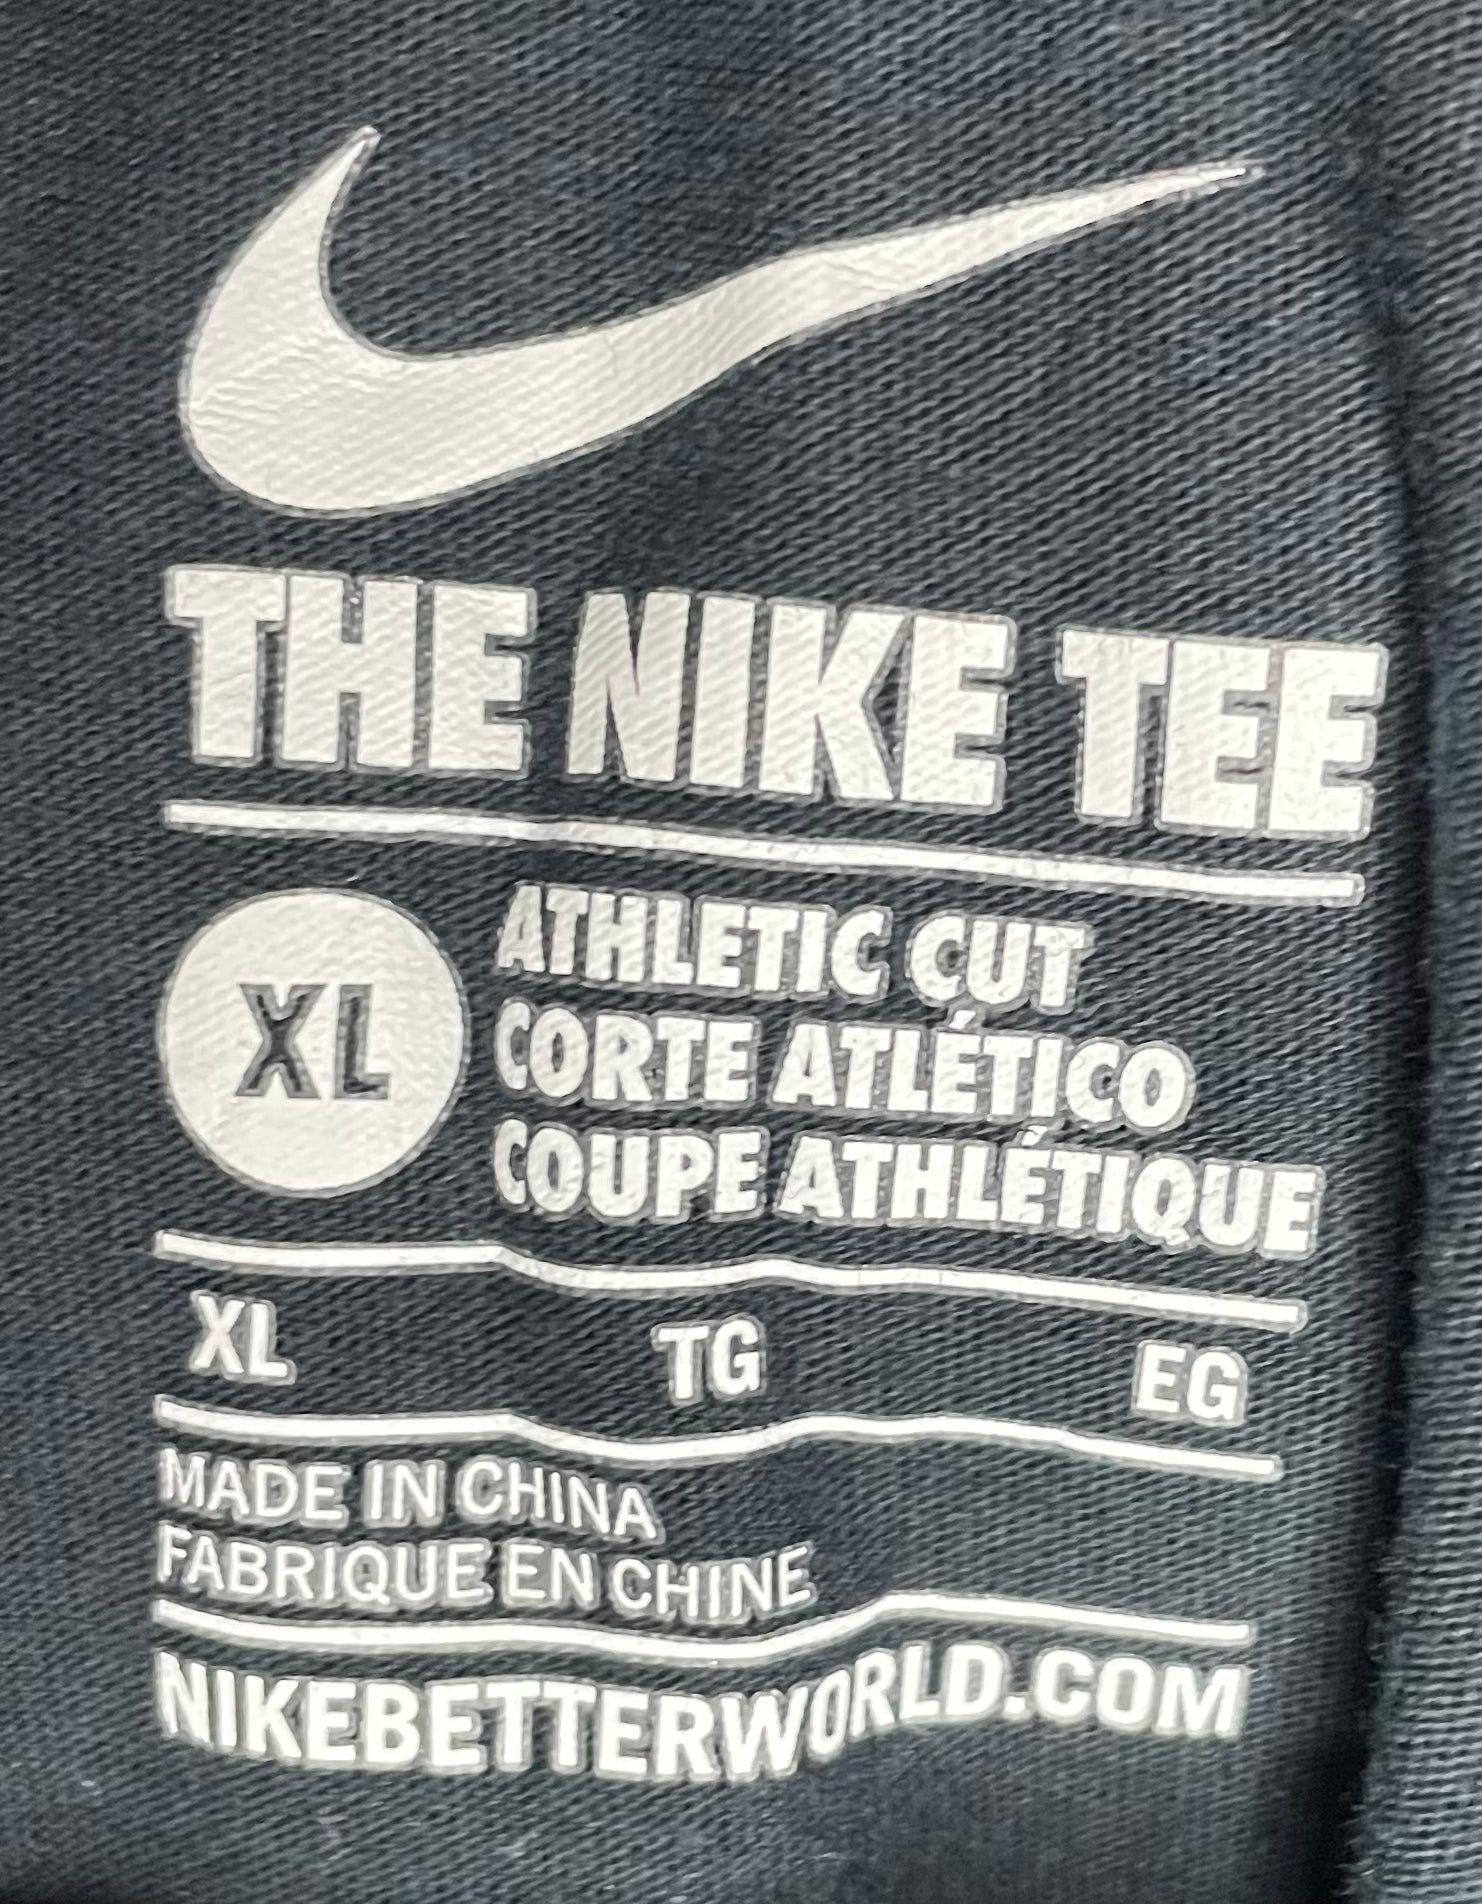 THE NIKE TEE
XL
ATHLETIC CUT
CORTE ATLÉTICO
COUPE ATHLÉTIQUE
XL TG EG
MADE IN CHINA
FABRIQUE EN CHINE
NIKEBETTERWORLD.COM